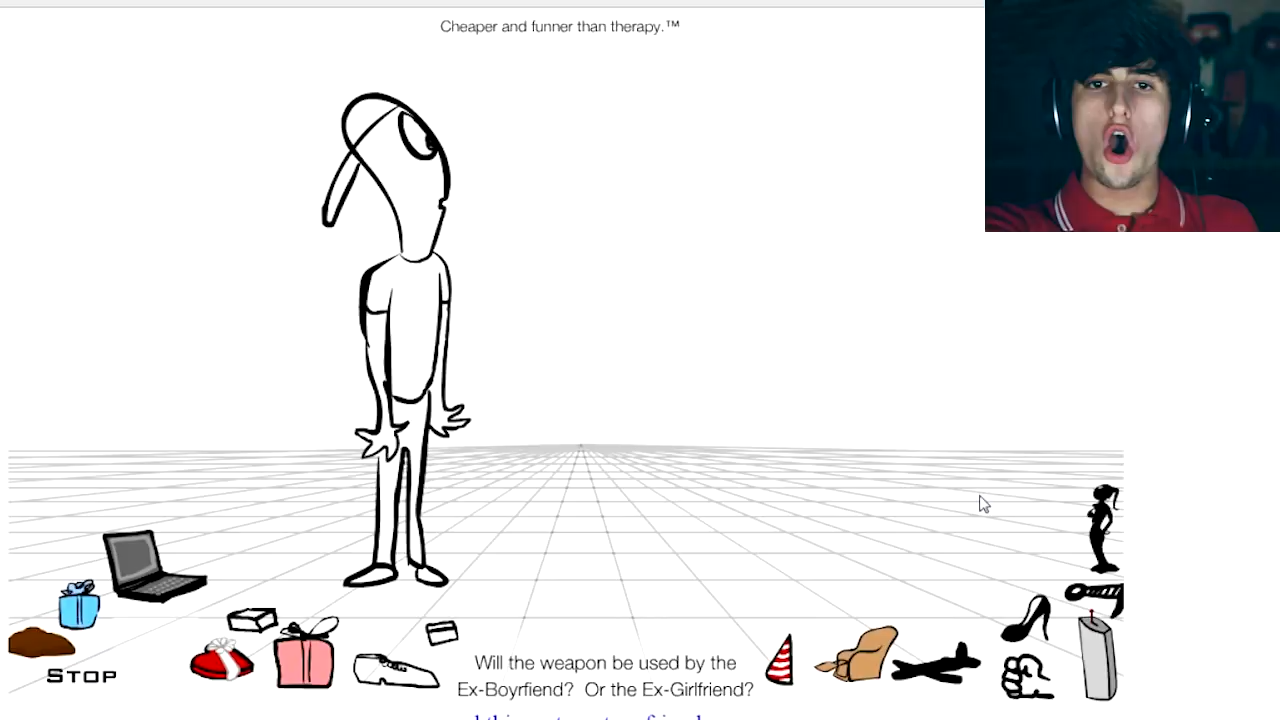 Cheaper and funner than therapy.™
STOP
Will the weapon be used by the
Ex-Boyrfiend? Or the Ex-Girlfriend?